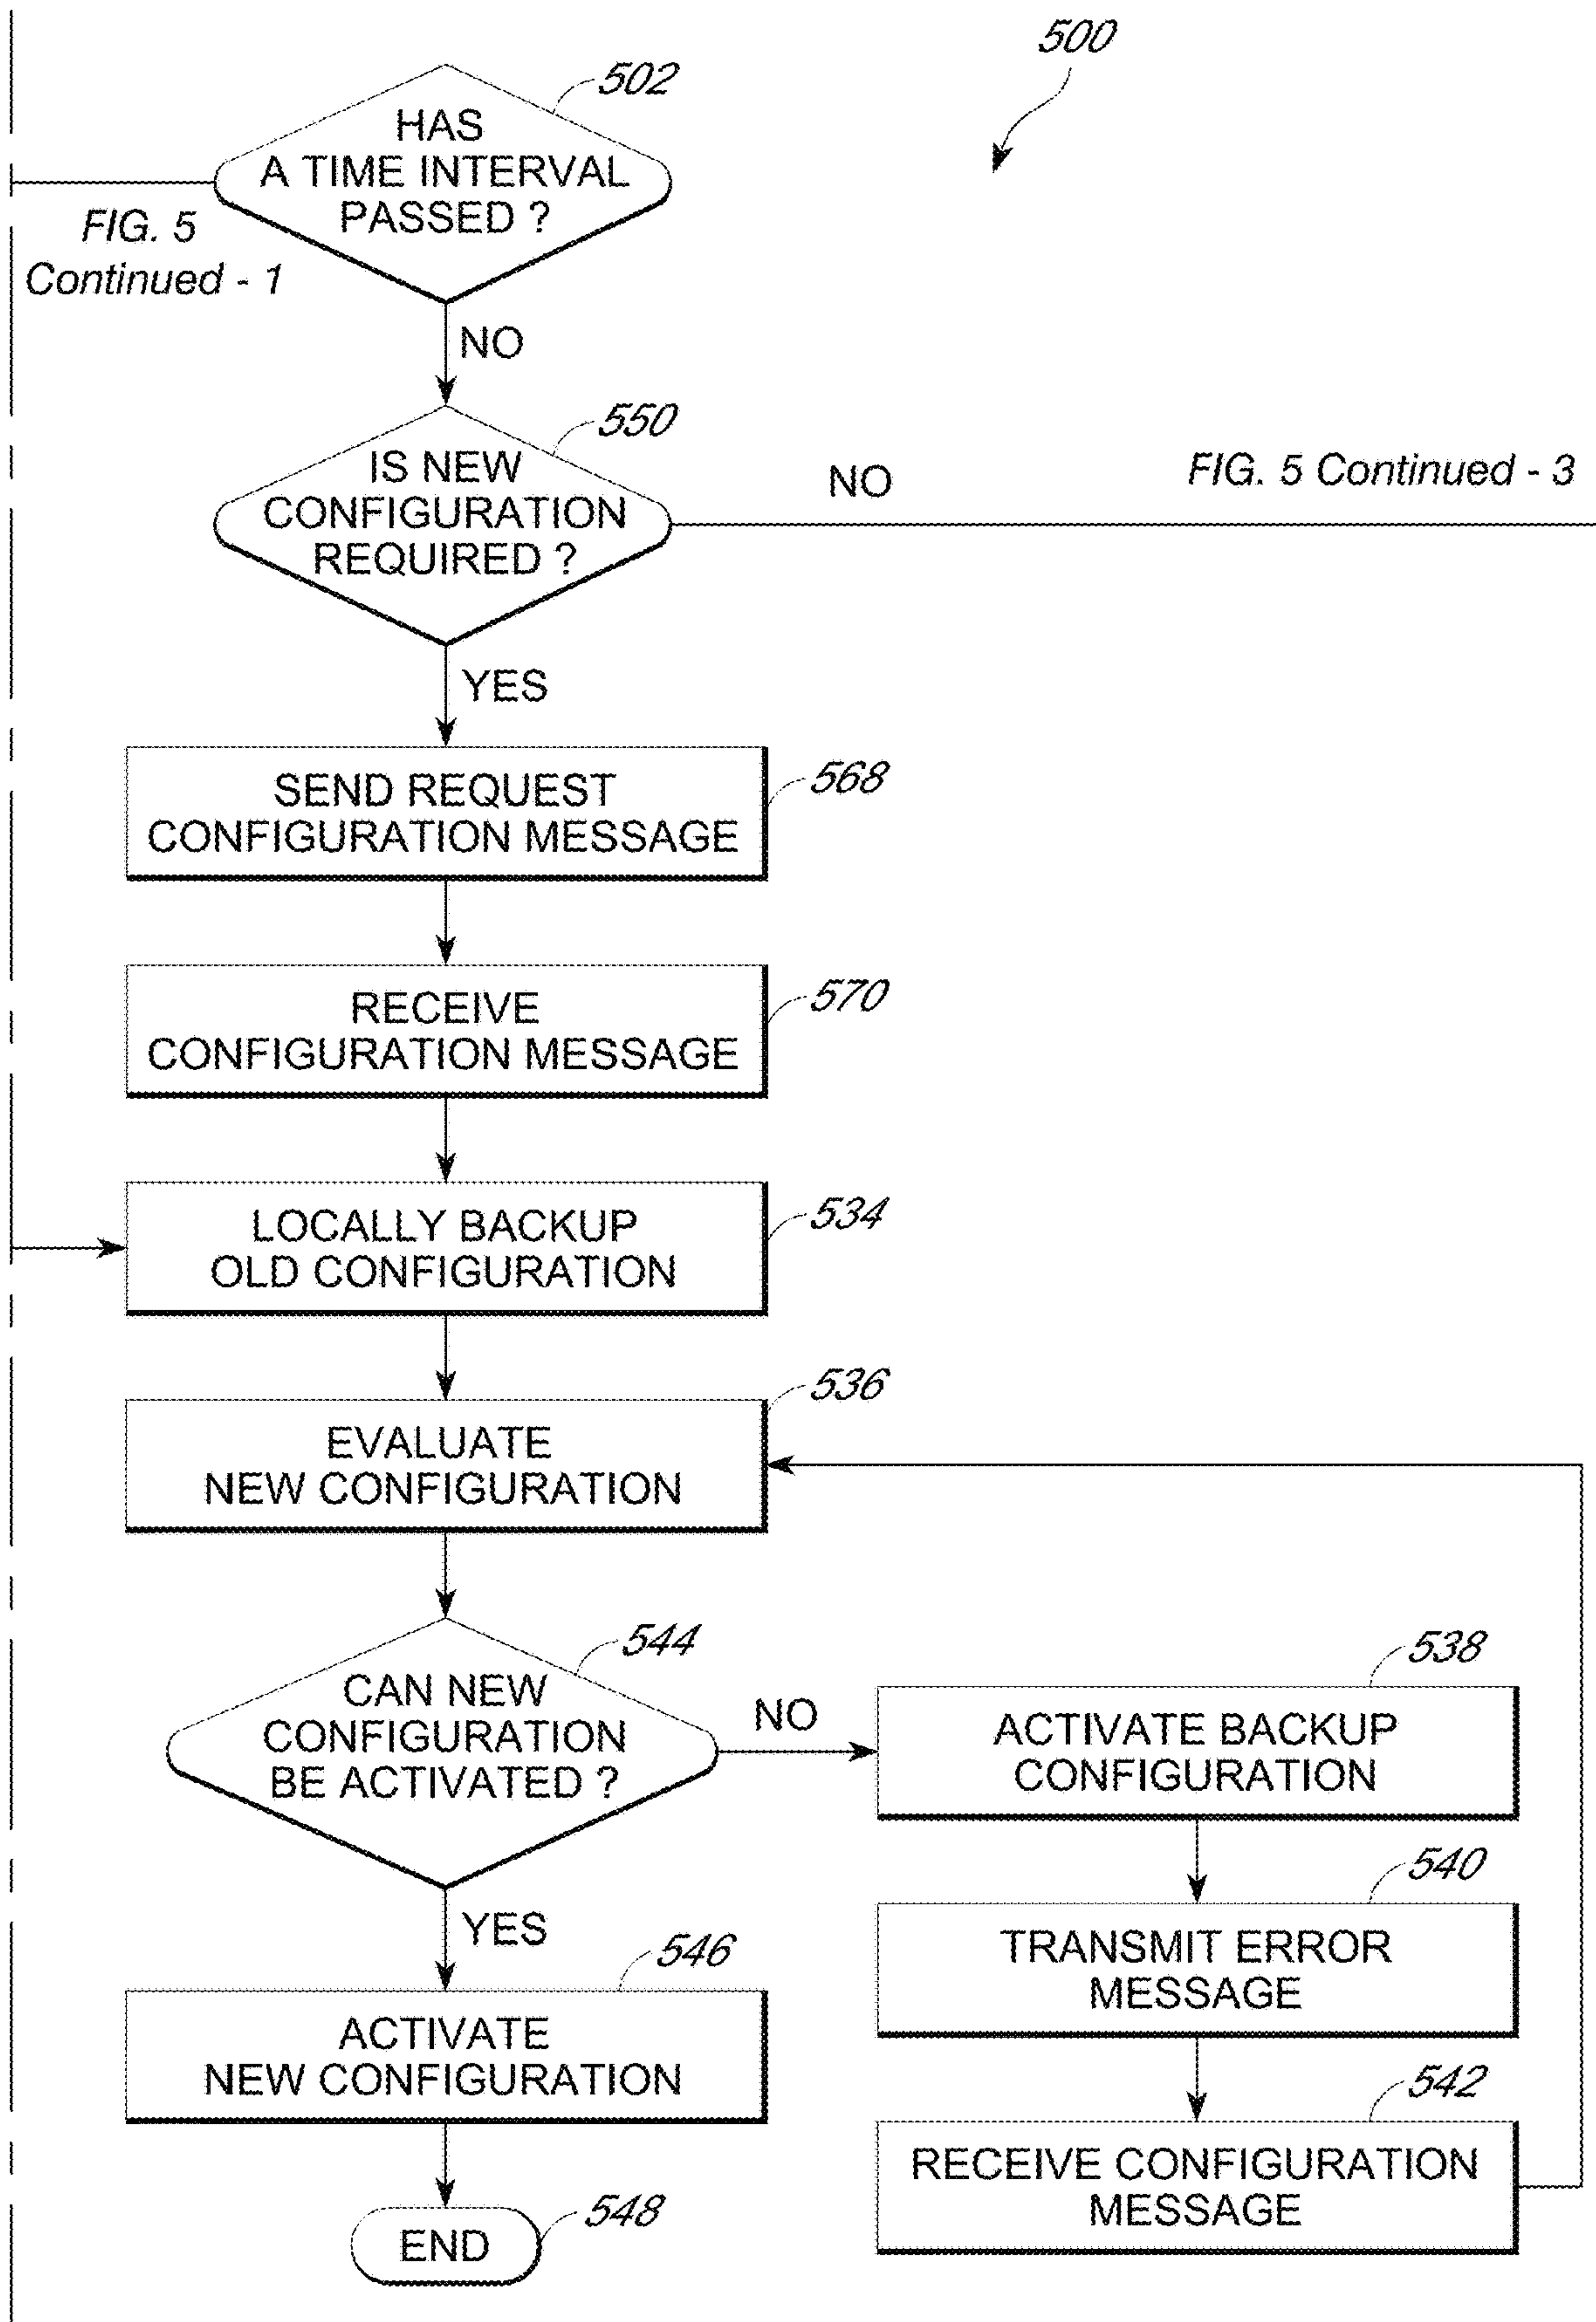 500
502
HAS
A TIME INTERVAL
PASSED ?
FIG. 5
Continued - 1
NO
550
IS NEW
CONFIGURATION
REQUIRED ?
NO
FIG. 5 Continued - 3
YES
568
SEND REQUEST
CONFIGURATION MESSAGE
570
RECEIVE
CONFIGURATION MESSAGE
534
LOCALLY BACKUP
OLD CONFIGURATION
536
EVALUATE
NEW CONFIGURATION
544
CAN NEW
CONFIGURATION
BE ACTIVATED ?
NO
538
ACTIVATE BACKUP
CONFIGURATION
540
TRANSMIT ERROR
MESSAGE
542
RECEIVE CONFIGURATION
MESSAGE
YES
546
ACTIVATE
NEW CONFIGURATION
548
END